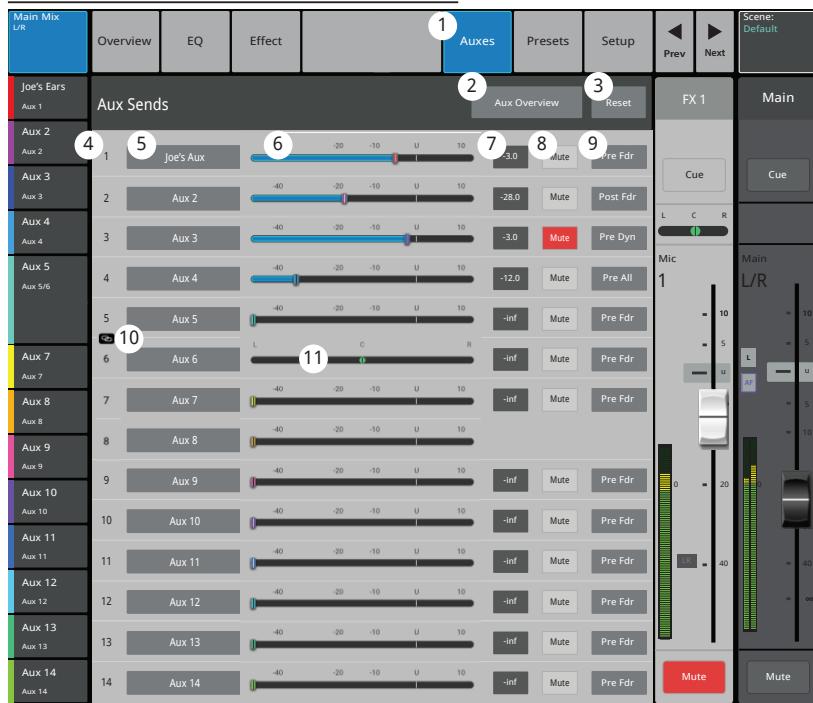 Main Mix
L/R
Overview
EQ
Effect
1
Auxes
Presets
Setup
Prev
Next
Scene:
Default
Joe's Ears
Aux 1
Aux 2
Aux 2
Aux 3
Aux 3
Aux 4
Aux 4
Aux 5
Aux 5/6
Aux 7
Aux 7
Aux 8
Aux 8
Aux 9
Aux 9
Aux 10
Aux 10
Aux 11
Aux 11
Aux 12
Aux 12
Aux 13
Aux 13
Aux 14
Aux 14
Aux Sends
2
Aux Overview
3
Reset
4
5
6
7
8
9
1 Joe's Aux -20 -10 U 10 -3.0 Mute Pre Fdr
2 Aux 2 -40 -20 -10 U 10 -28.0 Mute Post Fdr
3 Aux 3 -40 -20 -10 U 10 -3.0 Mute Pre Dyn
4 Aux 4 -40 -20 -10 U 10 -12.0 Mute Pre All
5 Aux 5 -40 -20 -10 U 10 -inf Mute Pre Fdr
10
6 Aux 6 L C R -inf Mute Pre Fdr
11
7 Aux 7 -40 -20 -10 U 10 -inf Mute Pre Fdr
8 Aux 8 -40 -20 -10 U 10
9 Aux 9 -40 -20 -10 U 10 -inf Mute Pre Fdr
10 Aux 10 -40 -20 -10 U 10 -inf Mute Pre Fdr
11 Aux 11 -40 -20 -10 U 10 -inf Mute Pre Fdr
12 Aux 12 -40 -20 -10 U 10 -inf Mute Pre Fdr
13 Aux 13 -40 -20 -10 U 10 -inf Mute Pre Fdr
14 Aux 14 -40 -20 -10 U 10 -inf Mute Pre Fdr
FX 1
Cue
L C R
Mic
1
10
5
U
0
20
LR
40
Mute
Main
Cue
Main
L/R
10
5
L
U
AF
5
10
0
20
40
∞
Mute